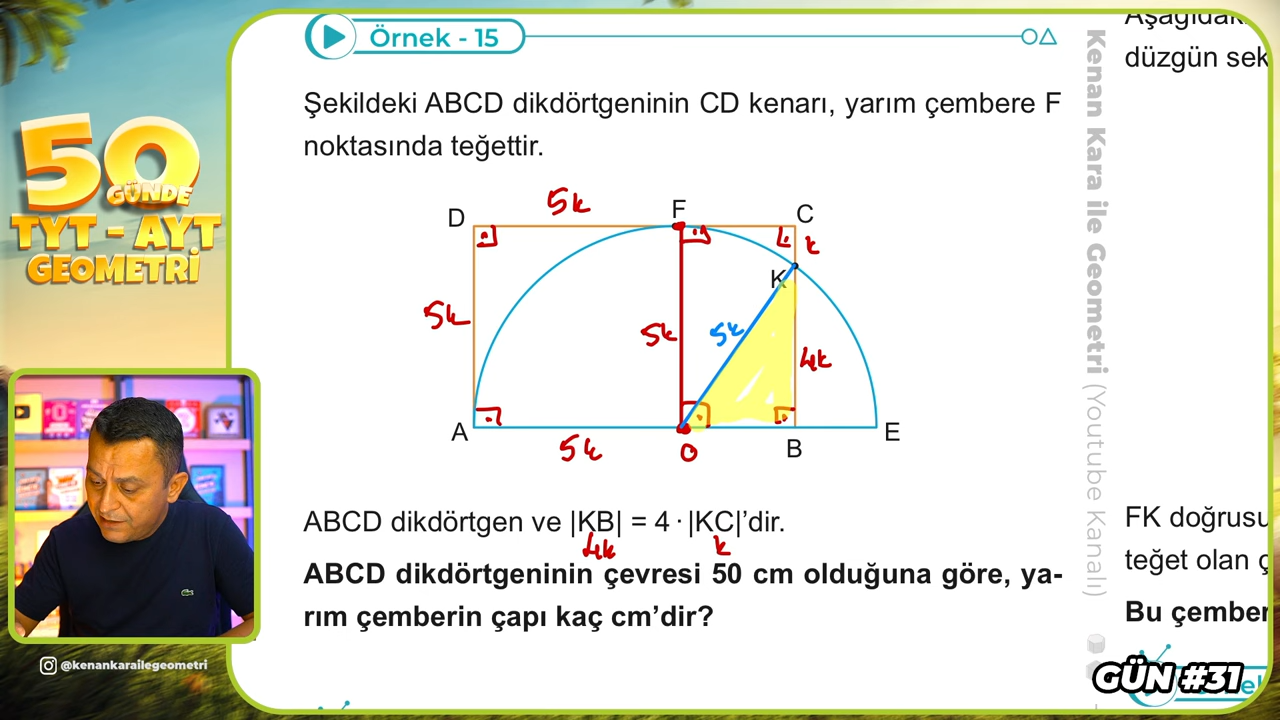 50
GÜNDE
TYT - AYT
GEOMETRİ
Örnek - 15
Şekildeki ABCD dikdörtgeninin CD kenarı, yarım çembere F
noktasında teğettir.
5k
D
F
C
k
K
5k
5k
5k
4k
A
5k
O
B
E
ABCD dikdörtgen ve |KB| = 4 · |KC|’dir.
4k
k
ABCD dikdörtgeninin çevresi 50 cm olduğuna göre, ya-
rım çemberin çapı kaç cm’dir?
Kenan Kara ile Geometri (Youtube Kanalı)
düzgün sek
FK doğrusu
teğet olan ç
Bu çember
@kenankarailegeometri
GÜN #31